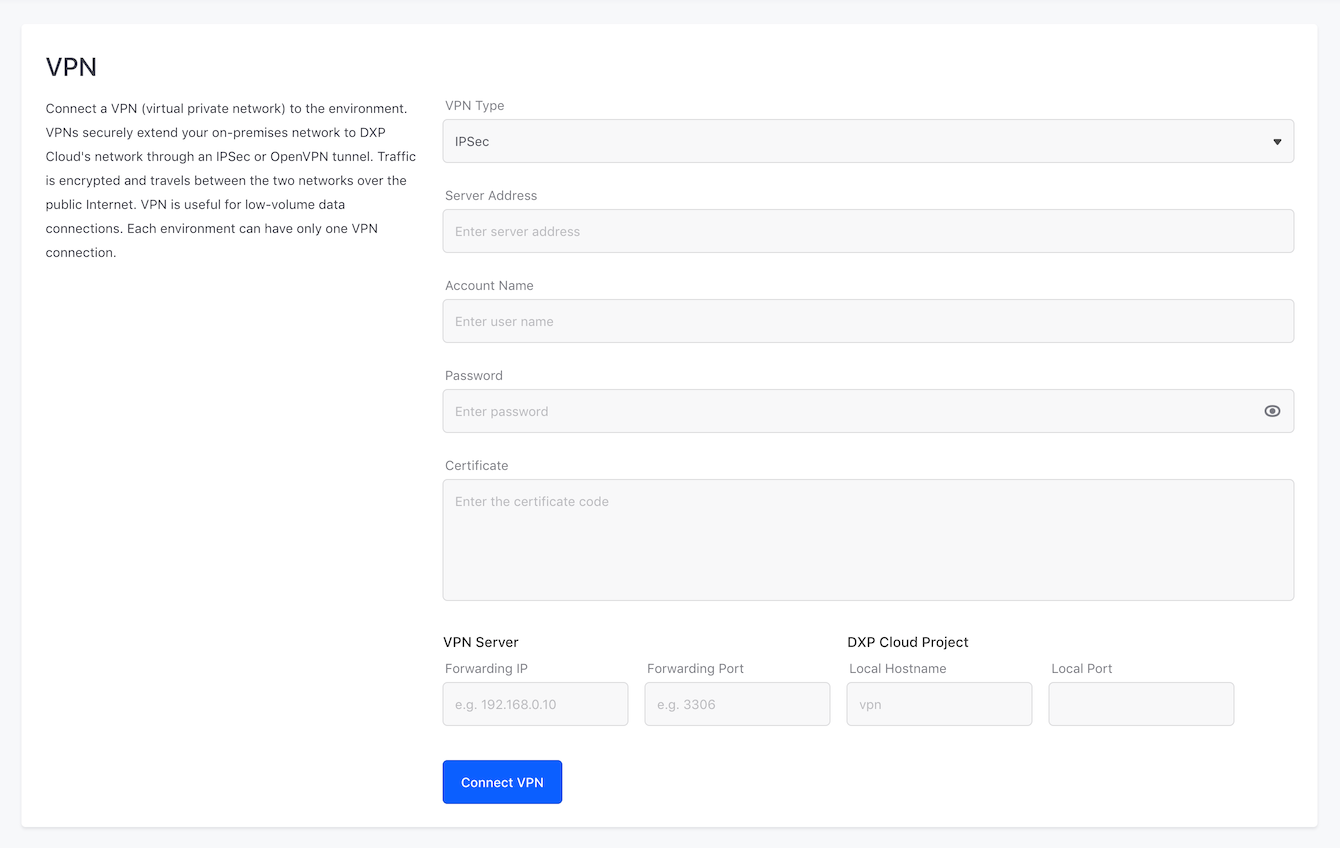 VPN
Connect a VPN (virtual private network) to the environment.
VPNs securely extend your on-premises network to DXP
Cloud's network through an IPSec or OpenVPN tunnel. Traffic
is encrypted and travels between the two networks over the
public Internet. VPN is useful for low-volume data
connections. Each environment can have only one VPN
connection.
VPN Type
IPSec
Server Address
Enter server address
Account Name
Enter user name
Password
Enter password
Certificate
Enter the certificate code
VPN Server DXP Cloud Project
Forwarding IP Forwarding Port Local Hostname Local Port
e.g. 192.168.0.10 e.g. 3306 vpn
Connect VPN